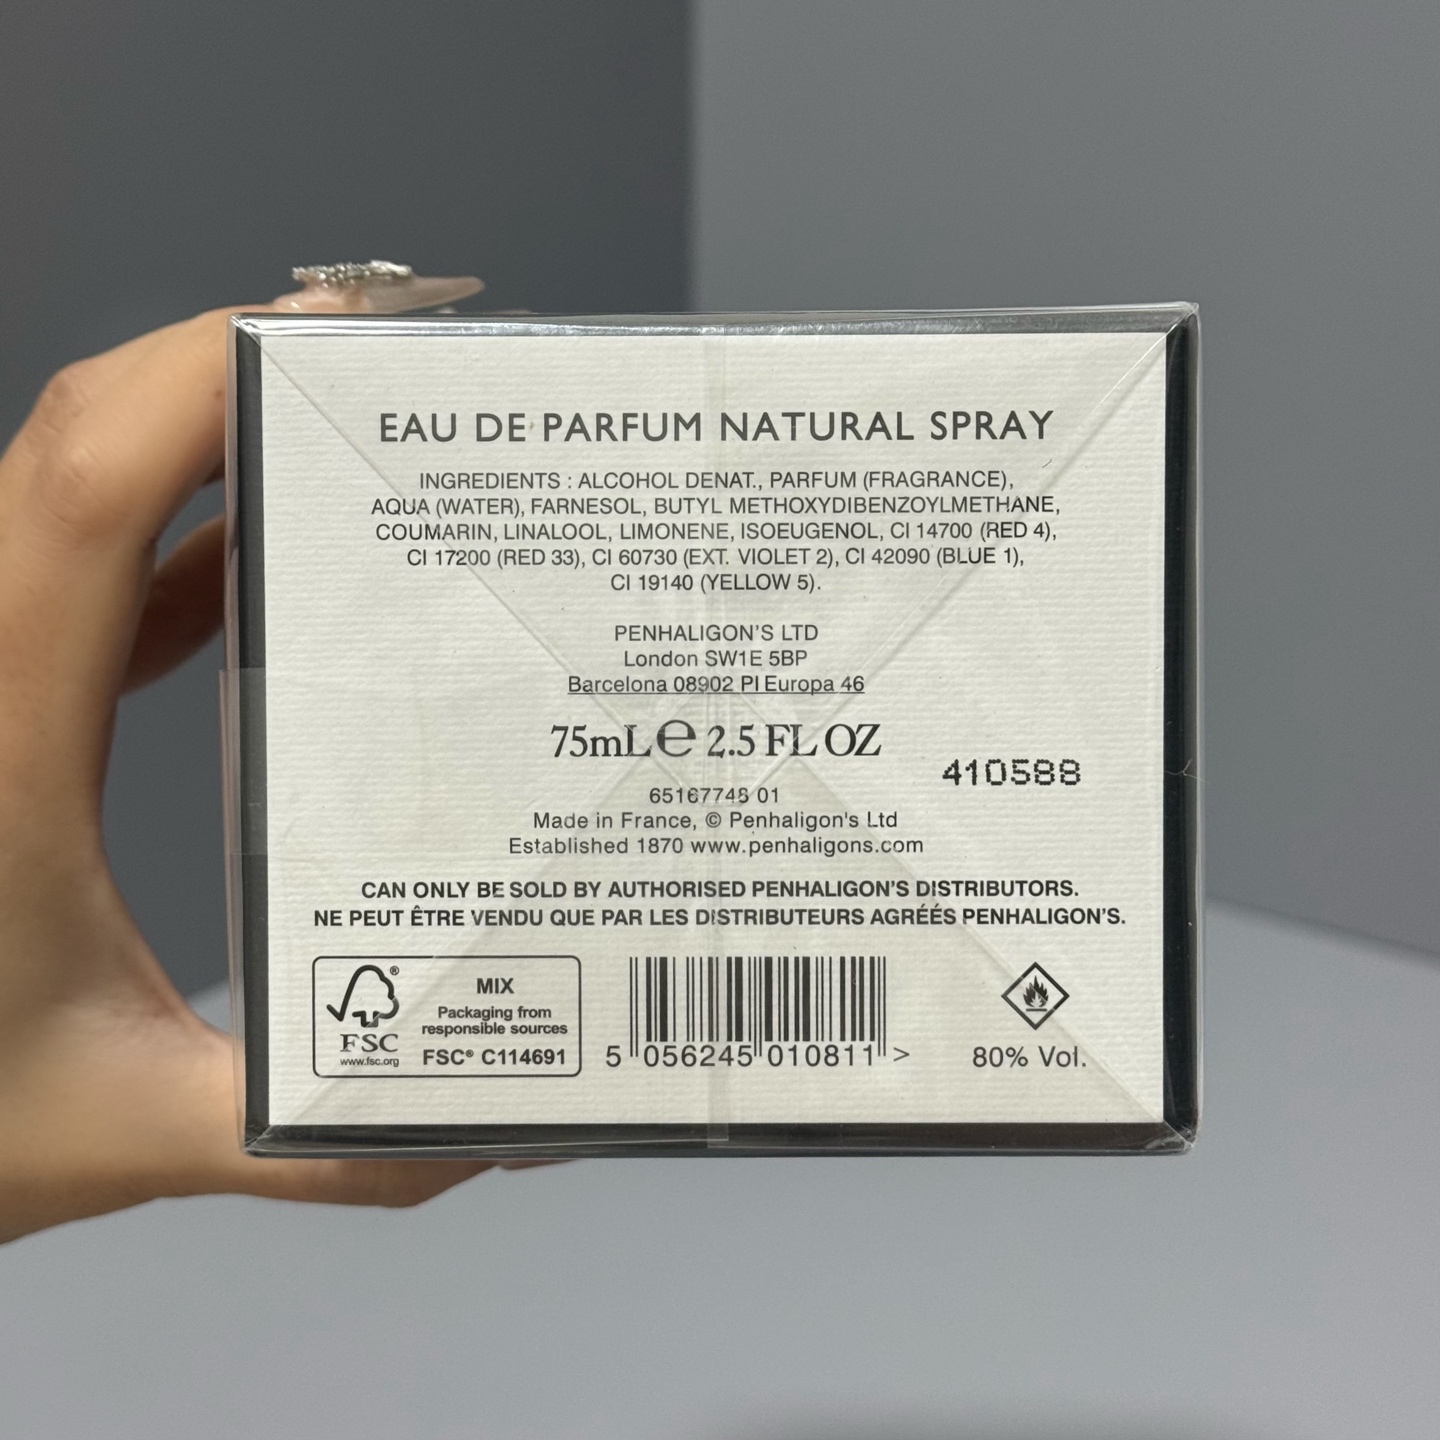 EAU DE PARFUM NATURAL SPRAY
INGREDIENTS : ALCOHOL DENAT., PARFUM (FRAGRANCE),
AQUA (WATER), FARNESOL, BUTYL METHOXYDIBENZOYLMETHANE,
COUMARIN, LINALOOL, LIMONENE, ISOEUGENOL, CI 14700 (RED 4),
CI 17200 (RED 33), CI 60730 (EXT. VIOLET 2), CI 42090 (BLUE 1),
CI 19140 (YELLOW 5).
PENHALIGON'S LTD
London SW1E 5BP
Barcelona 08902 Pl Europa 46
75mL e 2.5 FL OZ
410588
65167748 01
Made in France, © Penhaligon's Ltd
Established 1870 www.penhaligons.com
CAN ONLY BE SOLD BY AUTHORISED PENHALIGON'S DISTRIBUTORS.
NE PEUT ÊTRE VENDU QUE PAR LES DISTRIBUTEURS AGRÉÉS PENHALIGON'S.
FSC
www.fsc.org
®
MIX
Packaging from
responsible sources
FSC® C114691
5 056245 010811 >
80% Vol.